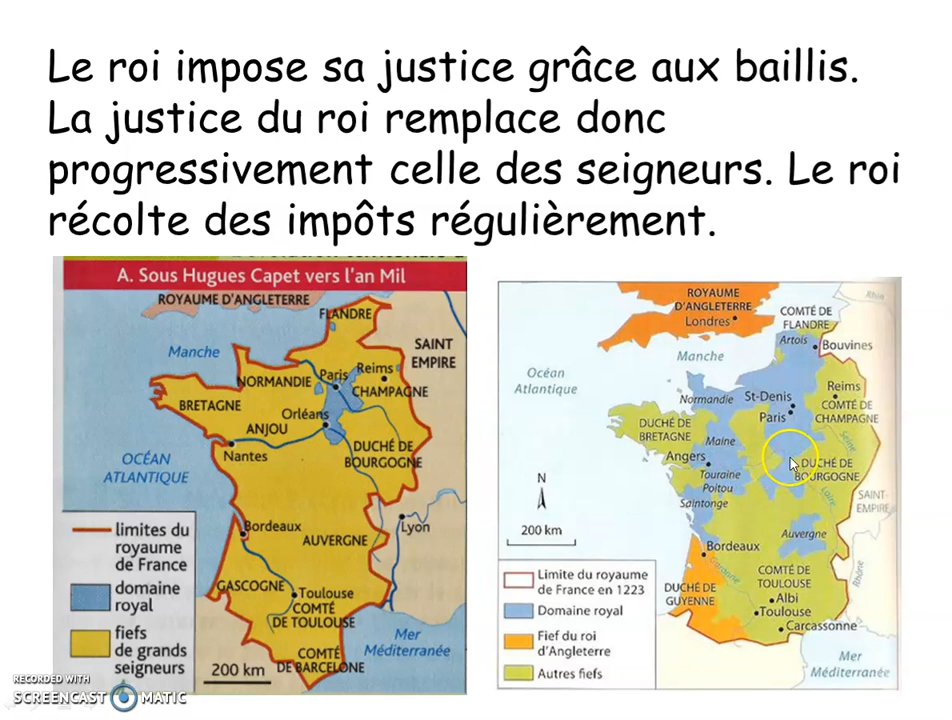 Le roi impose sa justice grâce aux baillis.
La justice du roi remplace donc
progressivement celle des seigneurs. Le roi
récolte des impôts régulièrement.
A. Sous Hugues Capet vers l'an Mil
ROYAUME D'ANGLETERRE
FLANDRE
SAINT
EMPIRE
Manche
NORMANDIE
Paris
Reims
CHAMPAGNE
BRETAGNE
Orléans
ANJOU
Nantes
DUCHÉ DE
BOURGOGNE
OCÉAN
ATLANTIQUE
Bordeaux
Lyon
AUVERGNE
GASCOGNE
Toulouse
COMTÉ
DE TOULOUSE
Mer
Méditerranée
COMTÉ
DE BARCELONE
limites du
royaume
de France
domaine
royal
fiefs
de grands
seigneurs
200 km
ROYAUME
D'ANGLETERRE
Londres
COMTÉ DE
FLANDRE
Rhin
Artois
Bouvines
Manche
Océan
Atlantique
Normandie
St-Denis
Paris
Reims
COMTÉ DE
CHAMPAGNE
DUCHÉ DE
BRETAGNE
Maine
Seine
Angers
Touraine
Poitou
DUCHÉ DE
BOURGOGNE
Loire
SAINT-
EMPIRE
Saintonge
N
200 km
Auvergne
Bordeaux
Garonne
Rhône
DUCHÉ DE
GUYENNE
COMTÉ DE
TOULOUSE
Albi
Toulouse
Carcassonne
Mer
Méditerranée
Limite du royaume
de France en 1223
Domaine royal
Fief du roi
d'Angleterre
Autres fiefs
RECORDED WITH
SCREENCAST MATIC